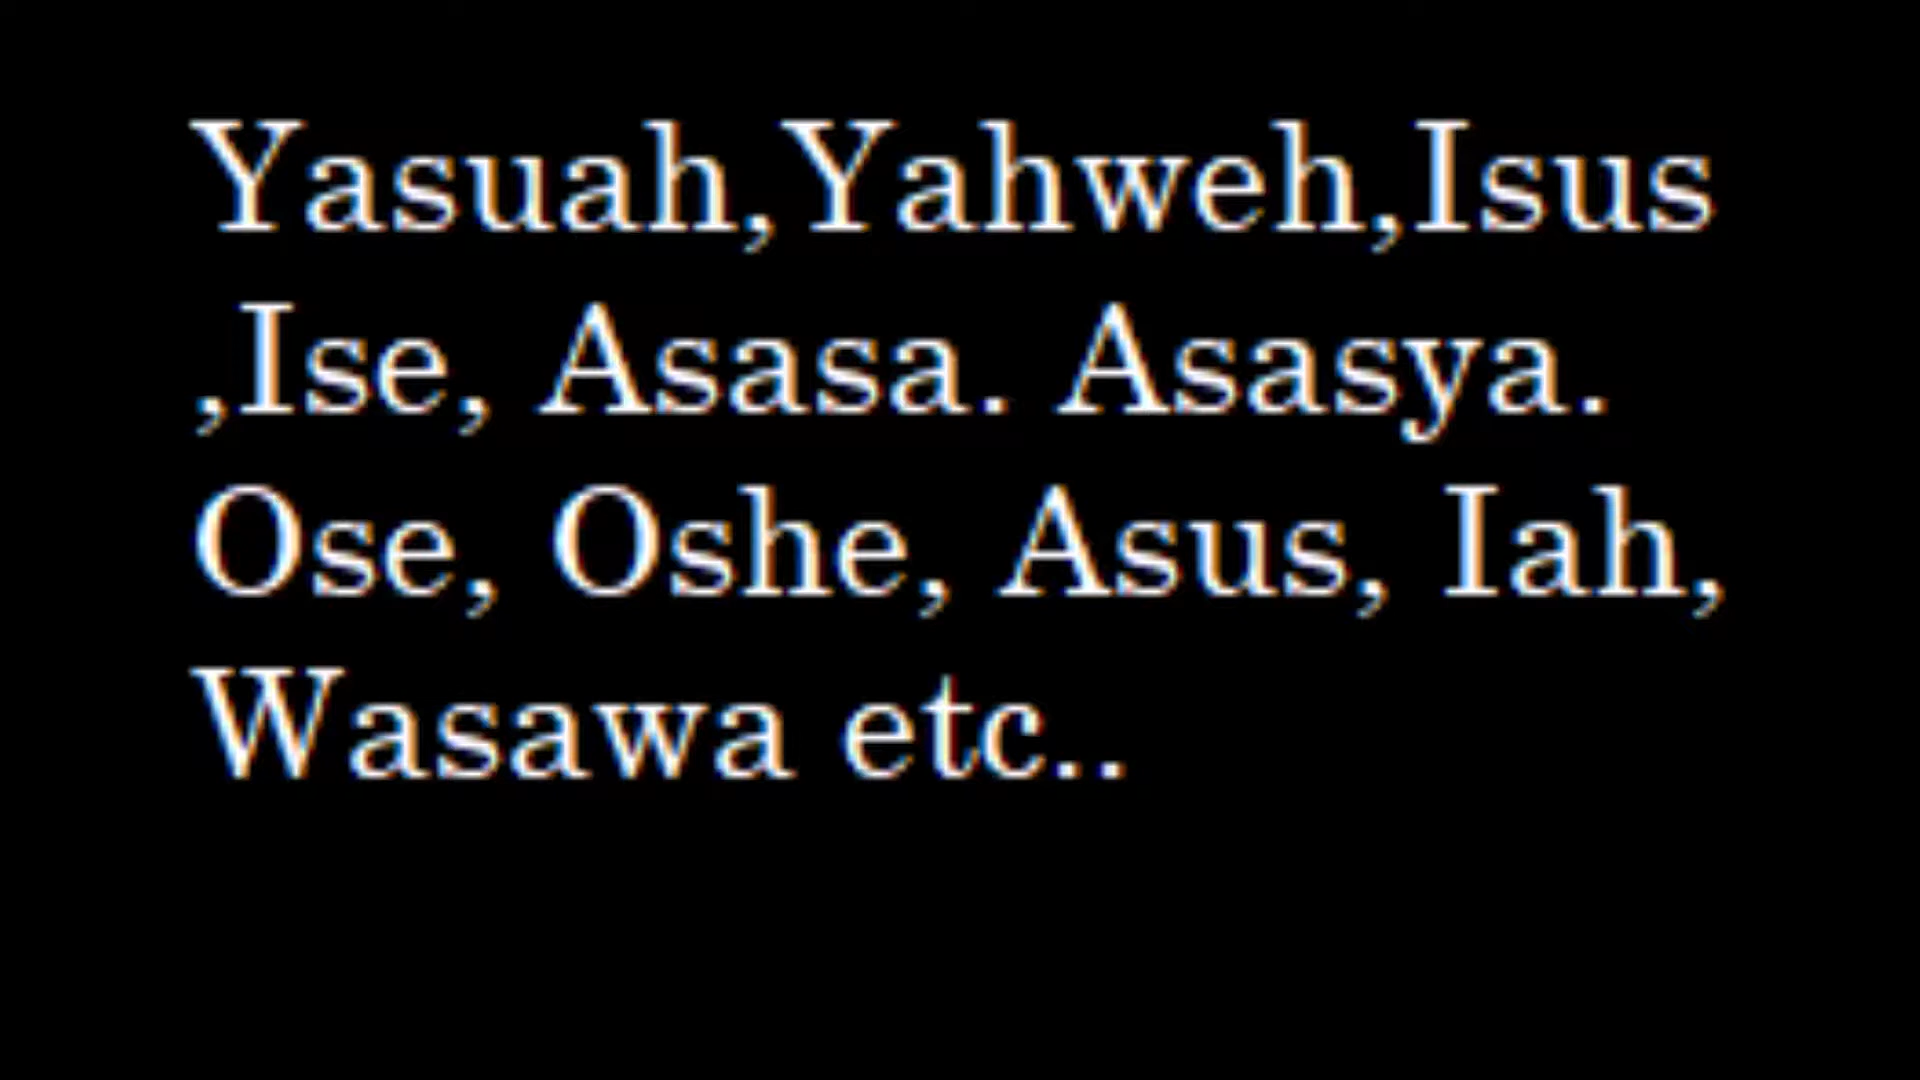 Yasuah,Yahweh,Isus
,Ise, Asasa. Asasya.
Ose, Oshe, Asus, Iah,
Wasawa etc..